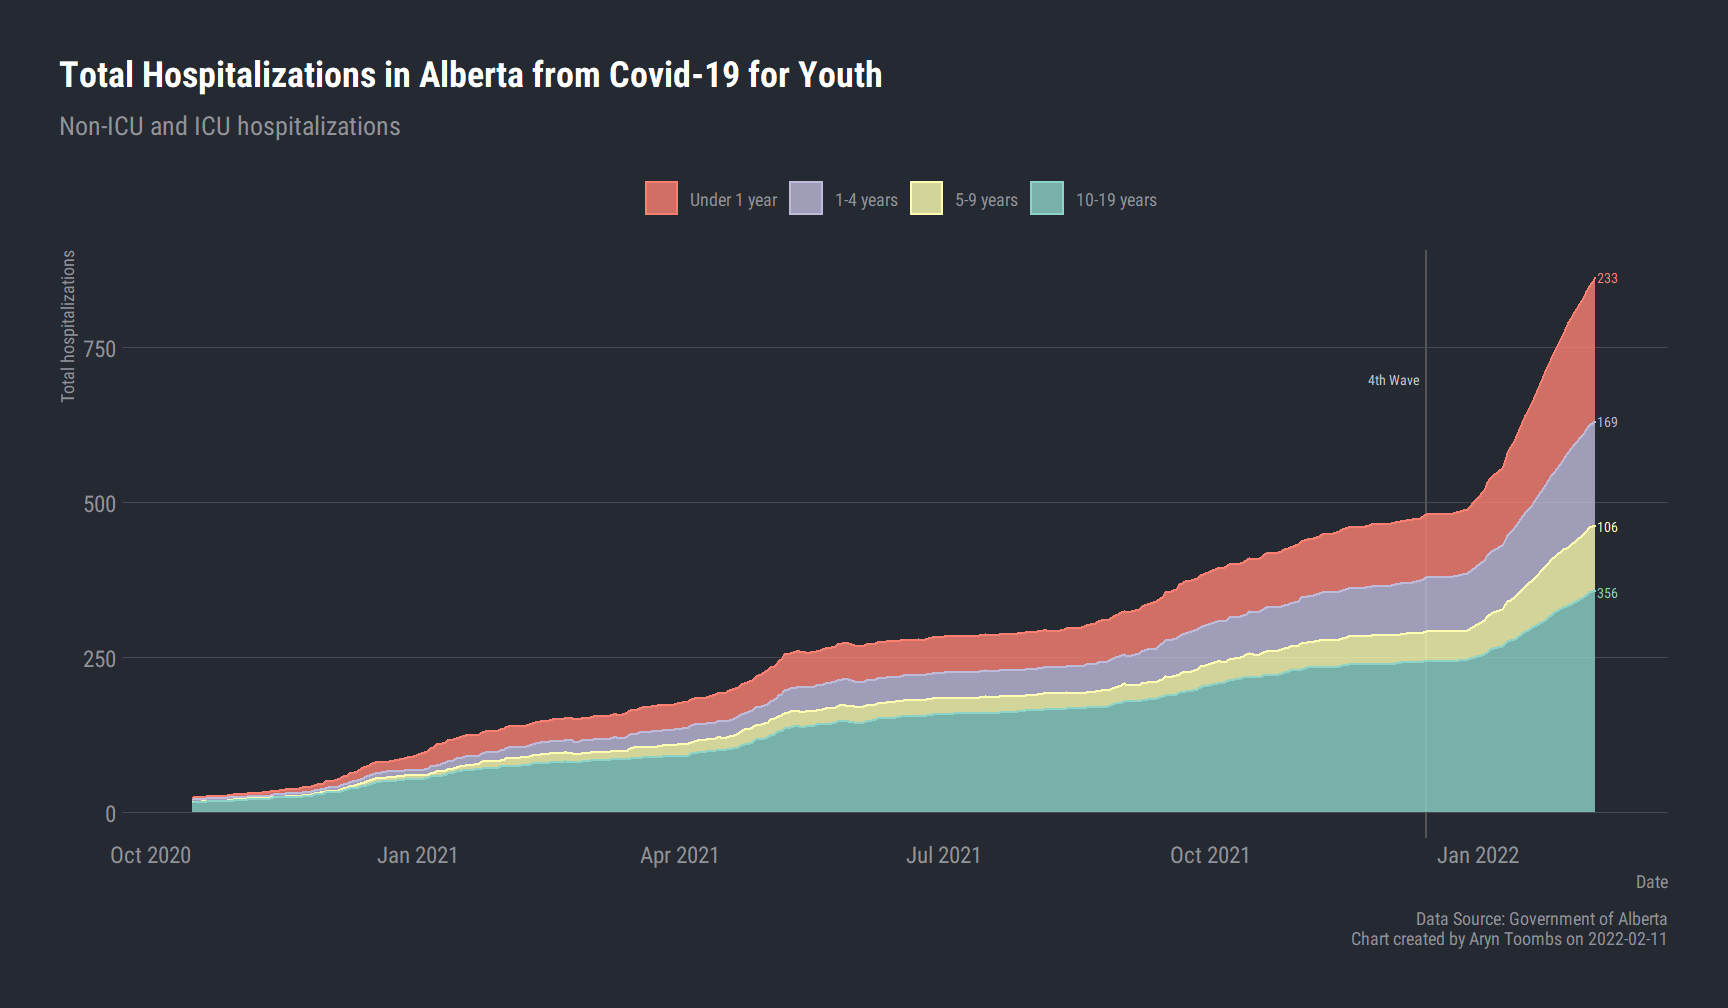 Total Hospitalizations in Alberta from Covid-19 for Youth
Non-ICU and ICU hospitalizations
Under 1 year
1-4 years
5-9 years
10-19 years
Total hospitalizations
750
500
250
0
4th Wave
233
169
106
356
Oct 2020
Jan 2021
Apr 2021
Jul 2021
Oct 2021
Jan 2022
Date
Data Source: Government of Alberta
Chart created by Aryn Toombs on 2022-02-11